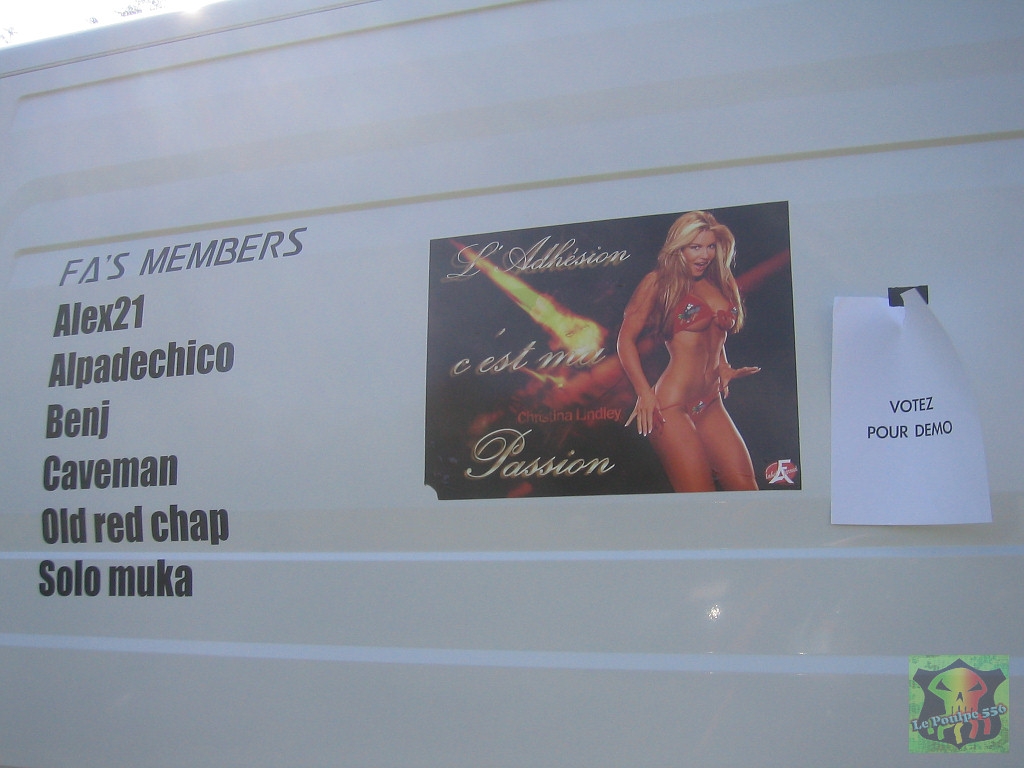 FA'S MEMBERS
Alex21
Alpadechico
Benj
Caveman
Old red chap
Solo muka
L'Adhésion
c'est ma
Christina Lindley
Passion
FA
VOTEZ
POUR DEMO
Le Poulpe 556